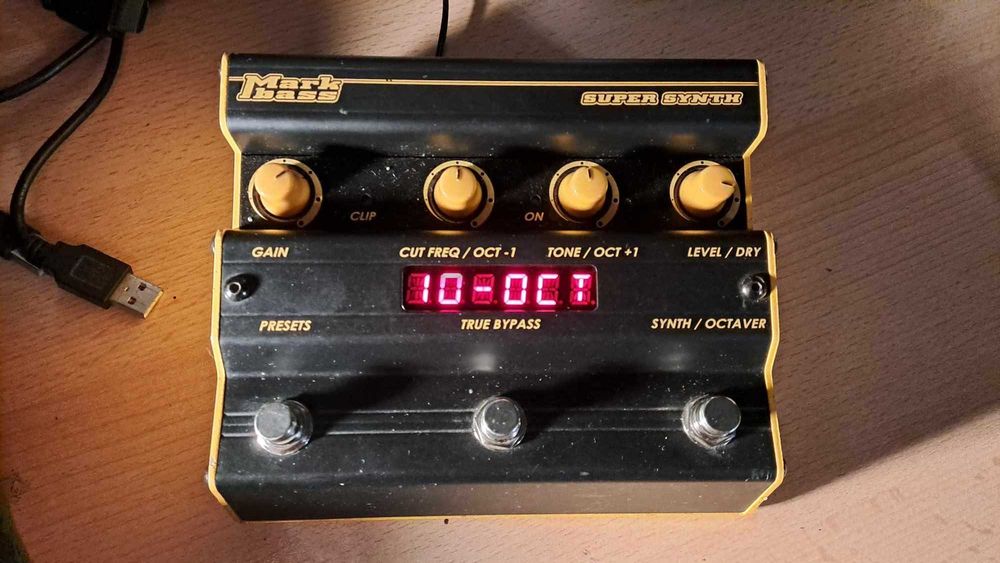 Mark
bass
SUPER SYNTH
CLIP
ON
GAIN
CUT FREQ / OCT -1
TONE / OCT +1
LEVEL / DRY
10-OCT
PRESETS
TRUE BYPASS
SYNTH / OCTAVER